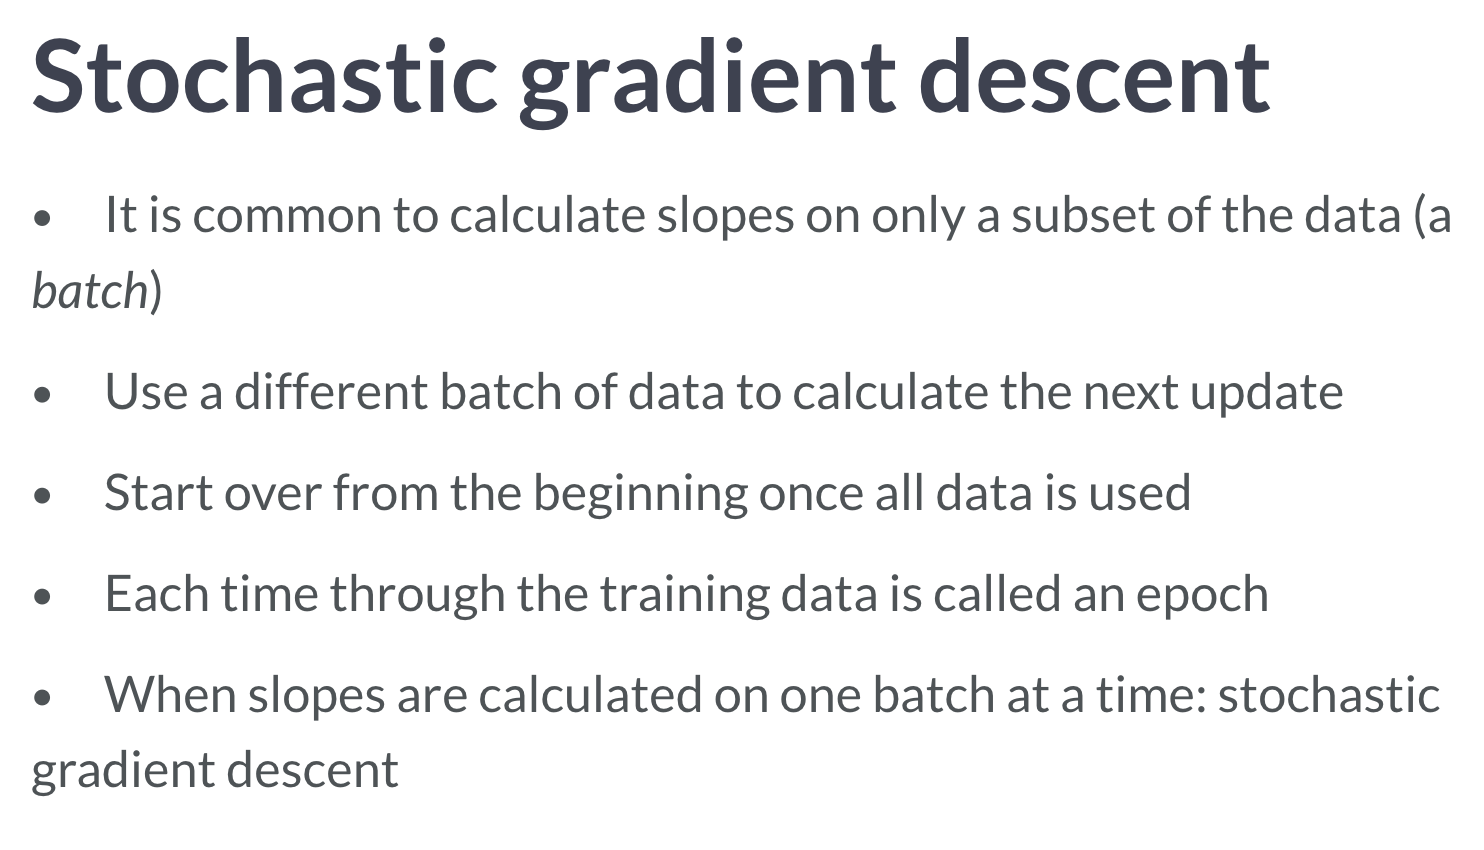 Stochastic gradient descent
• It is common to calculate slopes on only a subset of the data (a
batch)
• Use a different batch of data to calculate the next update
• Start over from the beginning once all data is used
• Each time through the training data is called an epoch
• When slopes are calculated on one batch at a time: stochastic
gradient descent